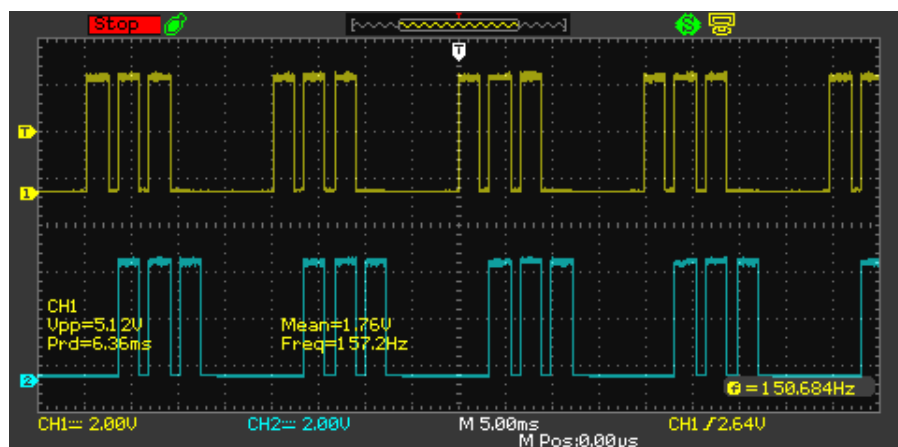 Stop
T
T
1
CH1
Vpp=5.12V Mean=1.76V
Prd=6.36ms Freq=157.2Hz
2
f=150.684Hz
CH1 2.00V CH2 2.00V M 5.00ms CH1 2.64V
M Pos:0.00µs